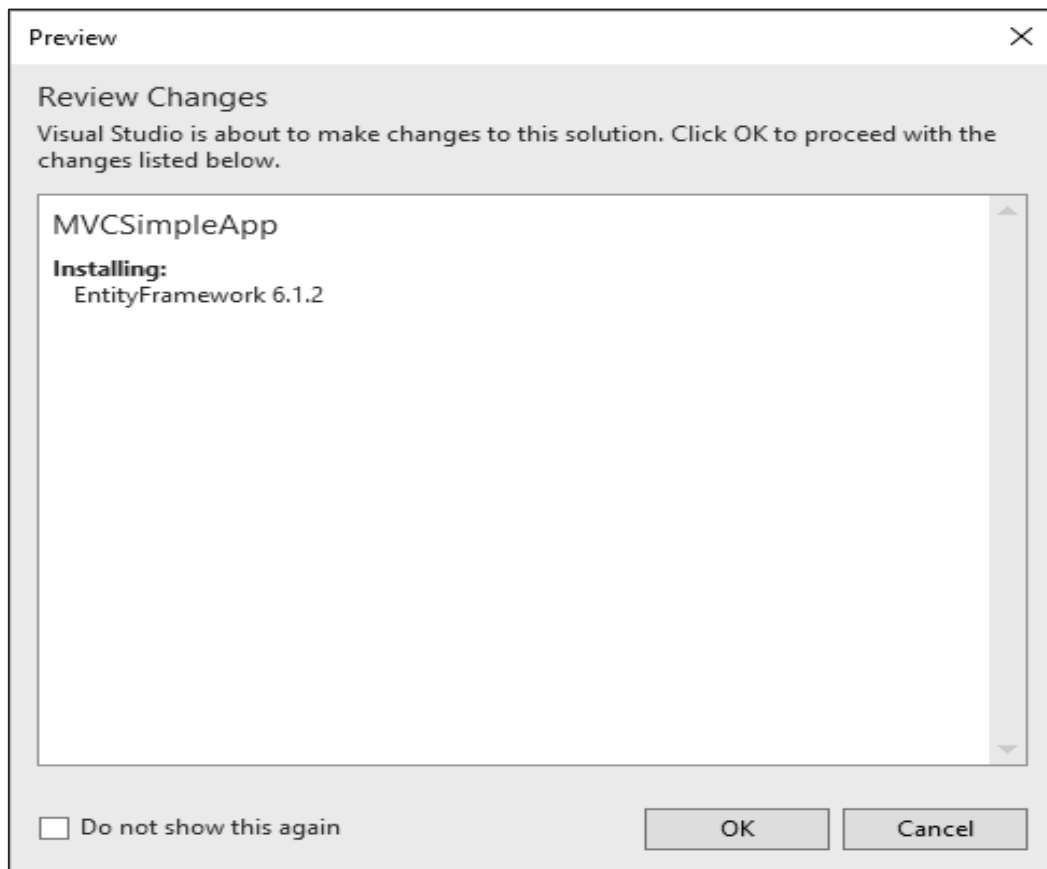 Preview
Review Changes
Visual Studio is about to make changes to this solution. Click OK to proceed with the
changes listed below.
MVCSimpleApp
Installing:
EntityFramework 6.1.2
Do not show this again
OK
Cancel